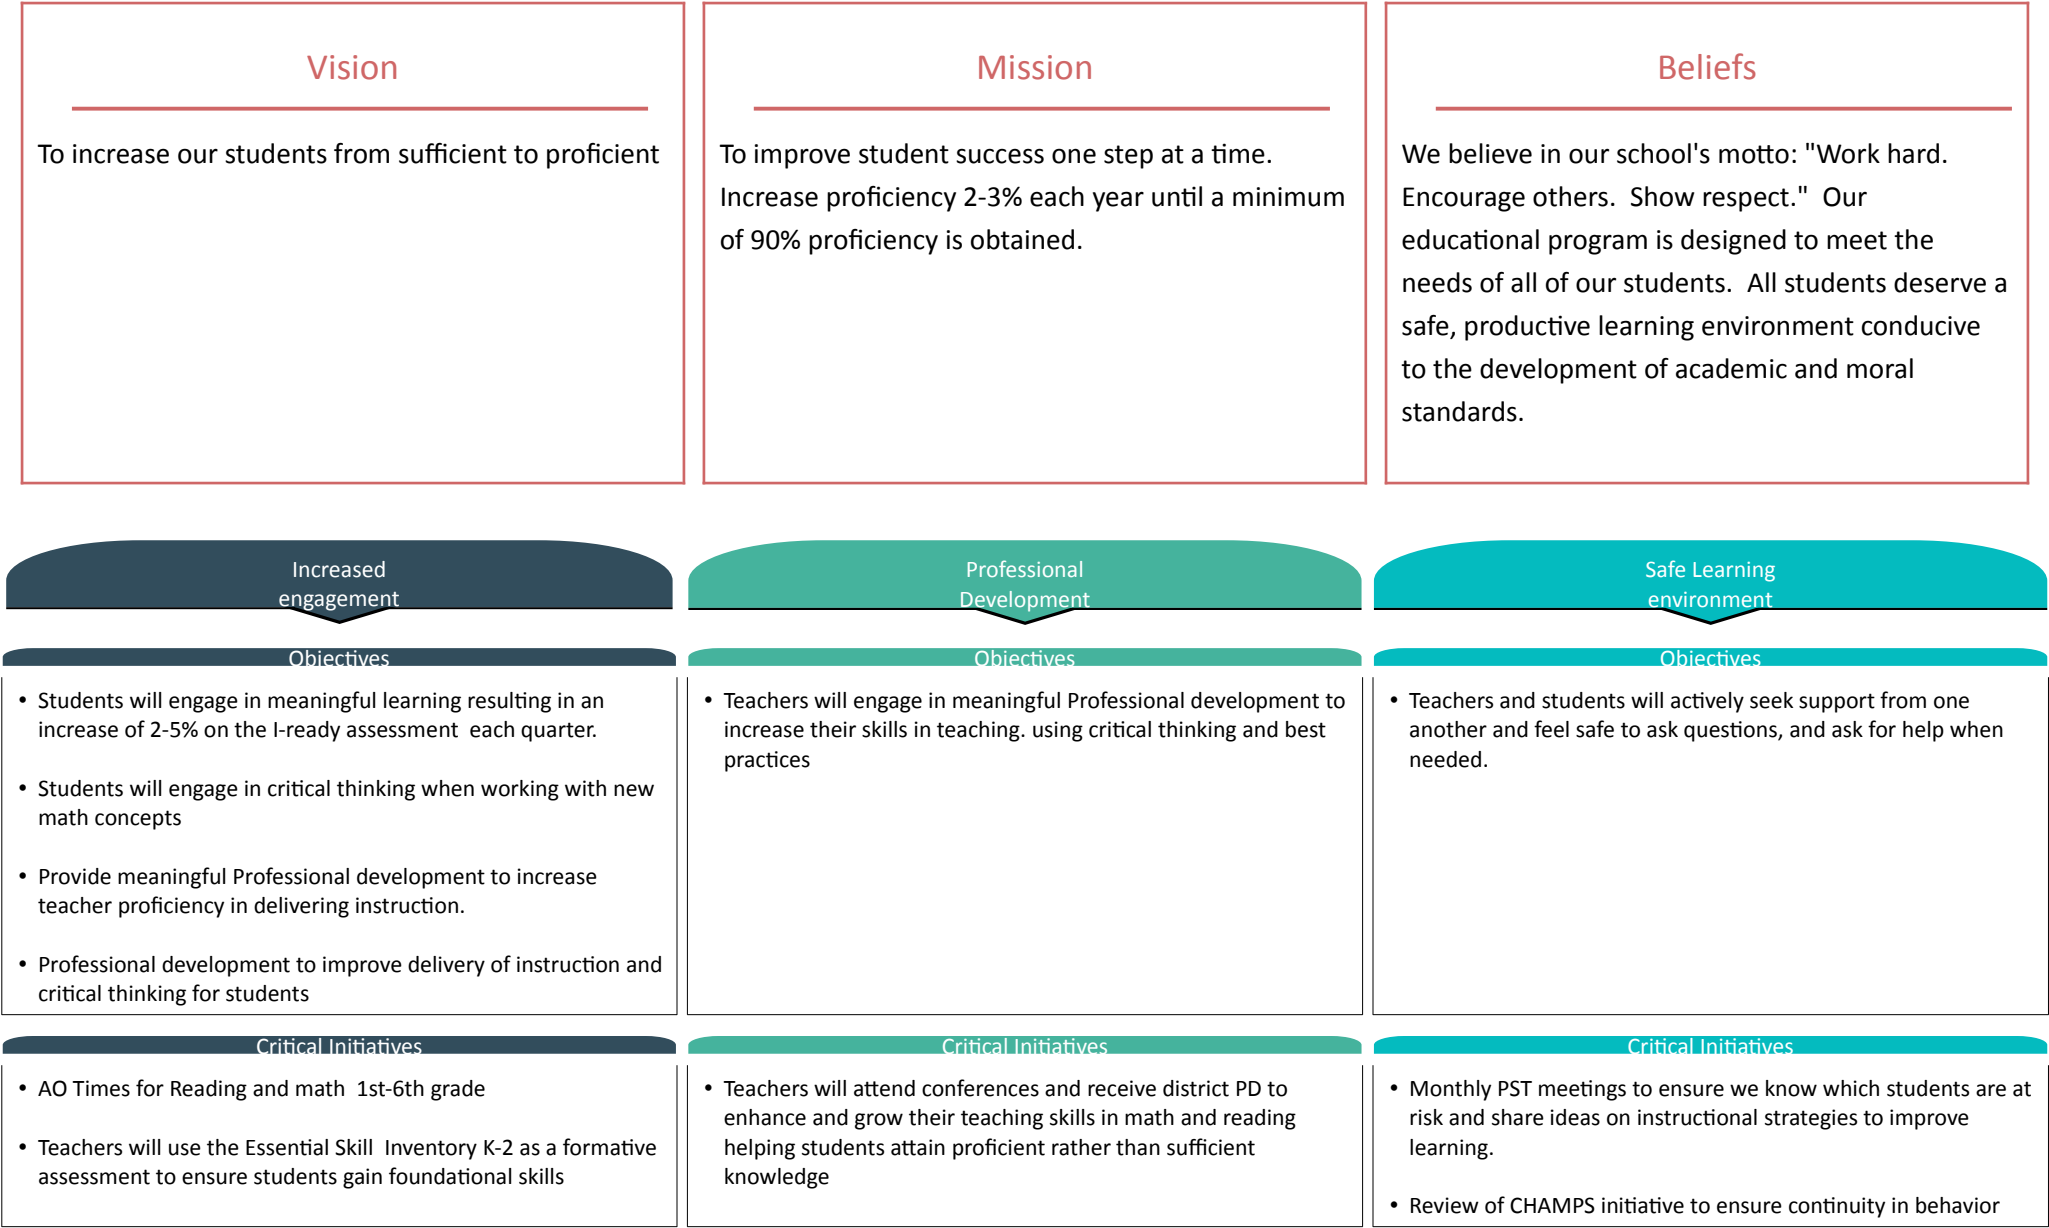 Vision
To increase our students from sufficient to proficient
Mission
To improve student success one step at a time.
Increase proficiency 2-3% each year until a minimum
of 90% proficiency is obtained.
Beliefs
We believe in our school's motto: "Work hard.
Encourage others.  Show respect."  Our
educational program is designed to meet the
needs of all of our students.  All students deserve a
safe, productive learning environment conducive
to the development of academic and moral
standards.
Increased
engagement
Objectives
• Students will engage in meaningful learning resulting in an
increase of 2-5% on the I-ready assessment  each quarter.
• Students will engage in critical thinking when working with new
math concepts
• Provide meaningful Professional development to increase
teacher proficiency in delivering instruction.
• Professional development to improve delivery of instruction and
critical thinking for students
Critical Initiatives
• AO Times for Reading and math  1st-6th grade
• Teachers will use the Essential Skill  Inventory K-2 as a formative
assessment to ensure students gain foundational skills
Professional
Development
Objectives
• Teachers will engage in meaningful Professional development to
increase their skills in teaching. using critical thinking and best
practices
Critical Initiatives
• Teachers will attend conferences and receive district PD to
enhance and grow their teaching skills in math and reading
helping students attain proficient rather than sufficient
knowledge
Safe Learning
environment
Objectives
• Teachers and students will actively seek support from one
another and feel safe to ask questions, and ask for help when
needed.
Critical Initiatives
• Monthly PST meetings to ensure we know which students are at
risk and share ideas on instructional strategies to improve
learning.
• Review of CHAMPS initiative to ensure continuity in behavior